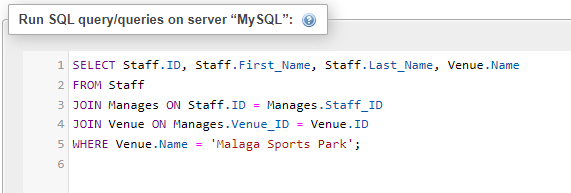 Run SQL query/queries on server “MySQL”:
1 SELECT Staff.ID, Staff.First_Name, Staff.Last_Name, Venue.Name
2 FROM Staff
3 JOIN Manages ON Staff.ID = Manages.Staff_ID
4 JOIN Venue ON Manages.Venue_ID = Venue.ID
5 WHERE Venue.Name = 'Malaga Sports Park';
6